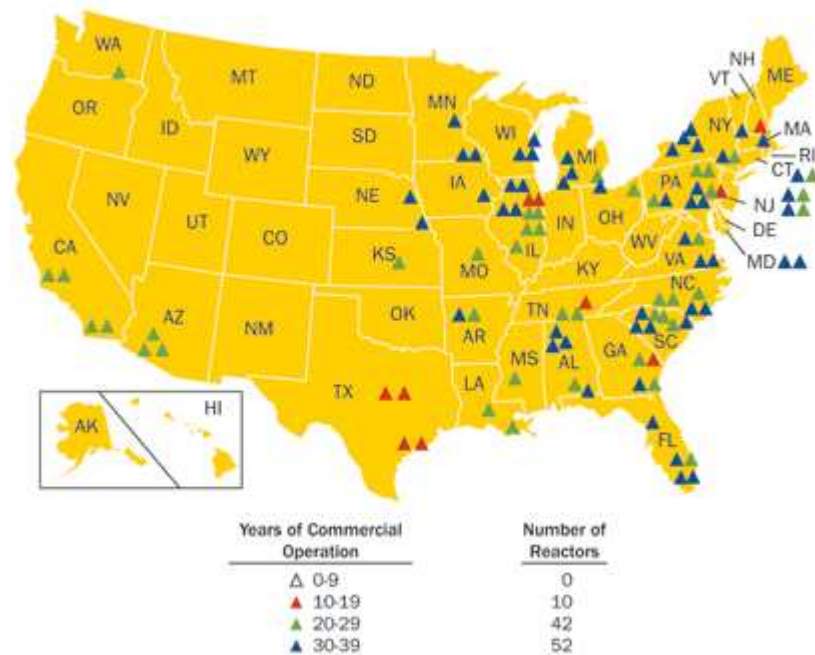 WA
MT
ND
MN
OR
ID
SD
WI
MI
VT
NH
ME
NY
MA
RI
CT
WY
NE
IA
PA
NJ
NV
UT
CO
IL
IN
OH
WV
DE
MD
CA
KS
MO
KY
VA
AZ
NM
OK
AR
TN
NC
SC
TX
LA
MS
AL
GA
FL
AK
HI
Years of Commercial Operation
Number of Reactors
0-9 0
10-19 10
20-29 42
30-39 52